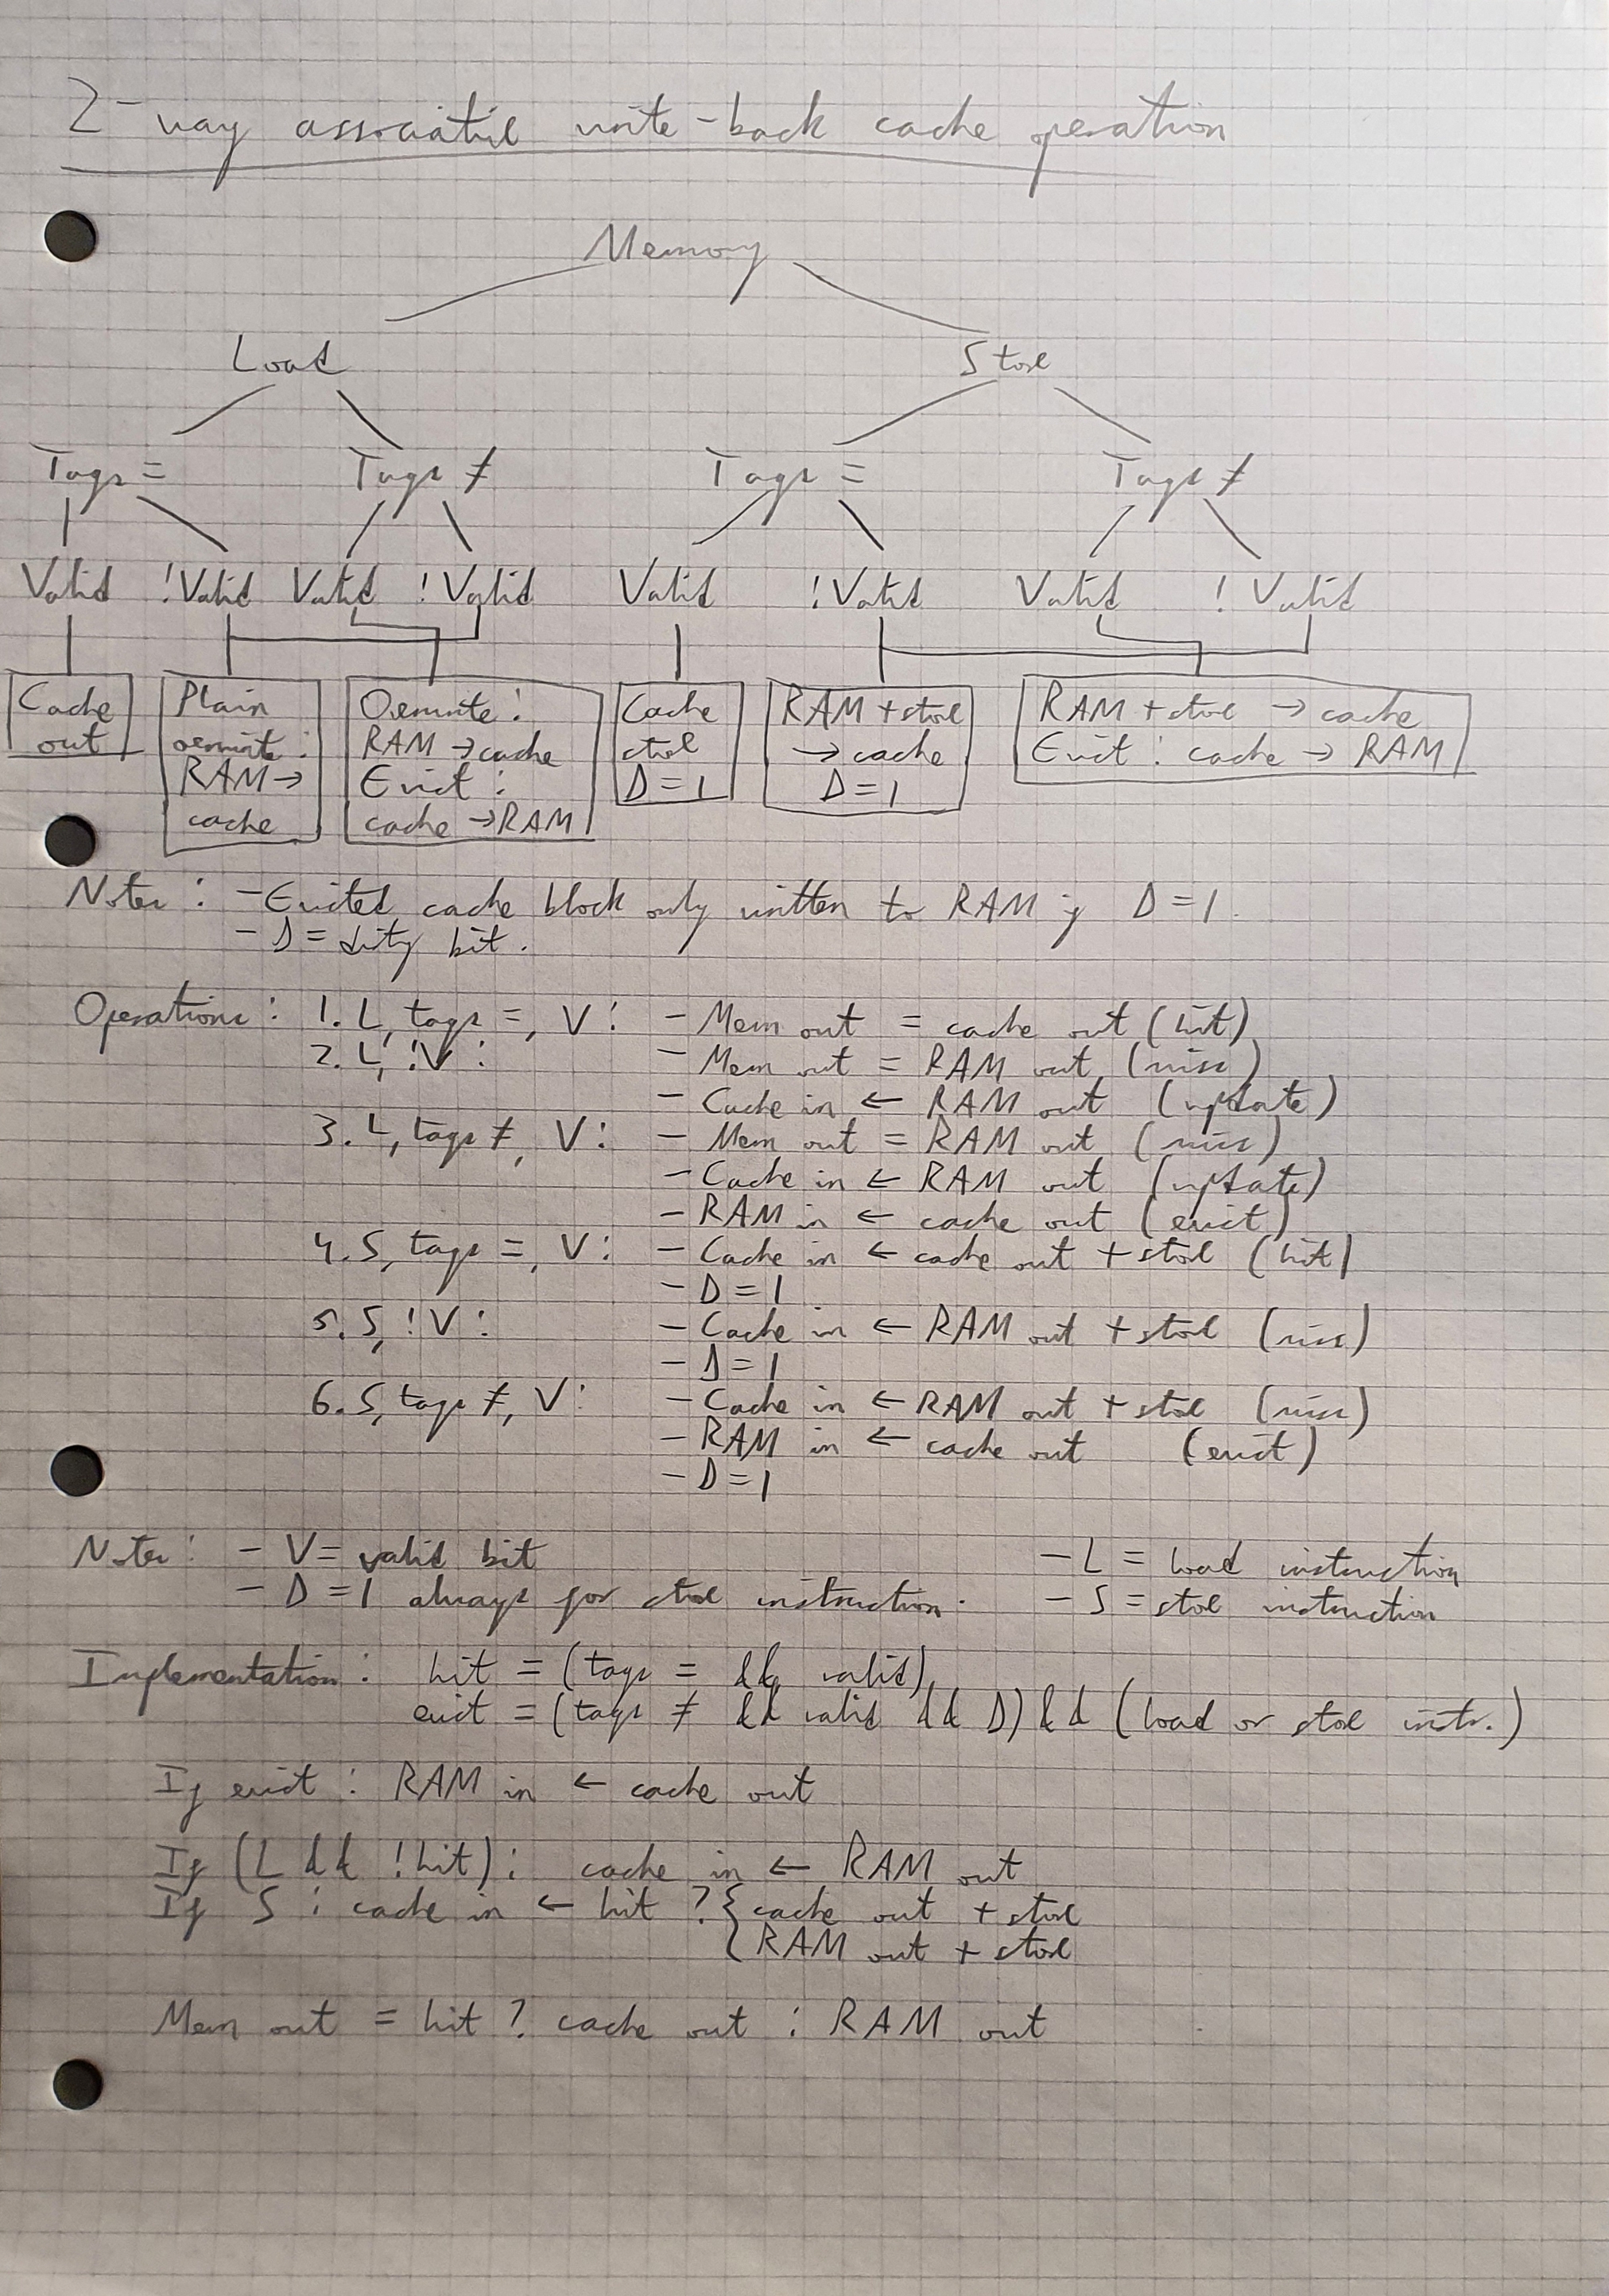 2-way associative write-back cache operation
Memory
Load Store
Tags = Tags ≠ Tags = Tags ≠
Valid !Valid Valid !Valid Valid !Valid Valid !Valid
Cache
out
Plain
overwrite:
RAM →
cache
Overwrite:
RAM → cache
Evict:
cache → RAM
Cache
store
D=1
RAM + store
→ cache
D=1
RAM + store → cache
Evict: cache → RAM
Notes: - Evicted cache block only written to RAM if D=1.
- D = dirty bit.
Operations: 1. L, tags =, V: - Mem out = cache out (hit)
2. L, !V: - Mem out = RAM out (miss)
- Cache in ← RAM out (update)
3. L, tags ≠, V: - Mem out = RAM out (miss)
- Cache in ← RAM out (update)
- RAM in ← cache out (evict)
4. S, tags =, V: - Cache in ← cache out + store (hit)
- D=1
5. S, !V: - Cache in ← RAM out + store (miss)
- D=1
6. S, tags ≠, V: - Cache in ← RAM out + store (miss)
- RAM in ← cache out (evict)
- D=1
Notes: - V = valid bit - L = load instruction
- D=1 always for store instruction. - S = store instruction
Implementation: hit = (tags = && valid)
evict = (tags ≠ && valid && D) && (load or store instr.)
If evict: RAM in ← cache out
If (L && !hit): cache in ← RAM out
If S: cache in ← hit ? { cache out + store
{ RAM out + store
Mem out = hit ? cache out : RAM out